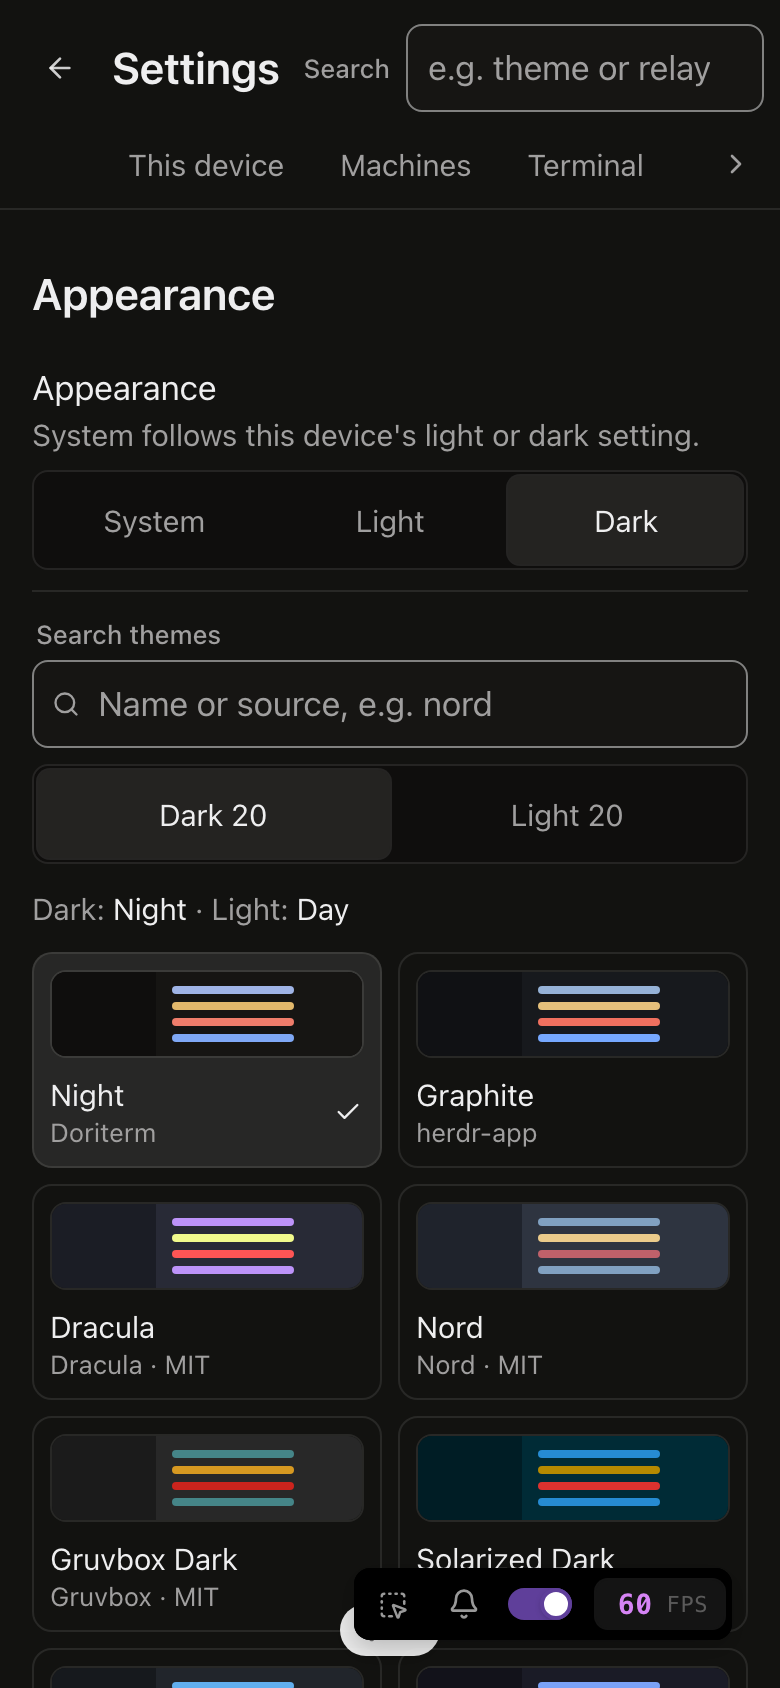 Settings
Search
e.g. theme or relay
This device
Machines
Terminal
Appearance
Appearance
System follows this device's light or dark setting.
System
Light
Dark
Search themes
Name or source, e.g. nord
Dark 20
Light 20
Dark: Night · Light: Day
Night
Doriterm
Graphite
herdr-app
Dracula
Dracula · MIT
Nord
Nord · MIT
Gruvbox Dark
Gruvbox · MIT
Solarized Dark
60 FPS